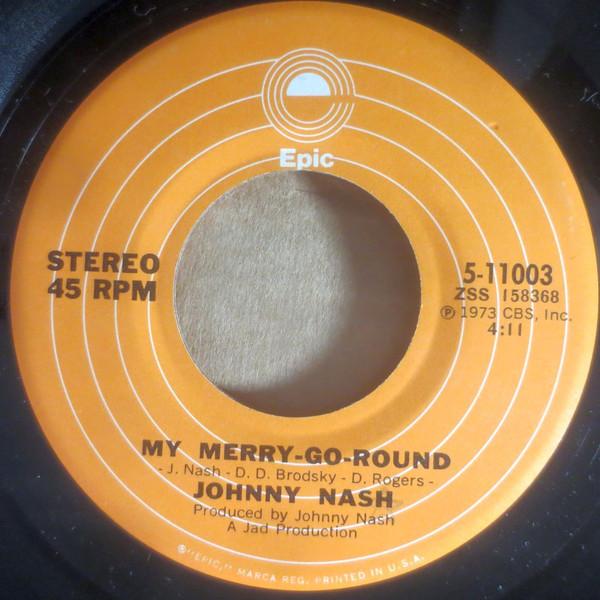 Epic
STEREO
45 RPM
5-11003
ZSS 158368
Ⓟ 1973 CBS, Inc.
4:11
MY MERRY-GO-ROUND
- J. Nash - D. D. Brodsky - D. Rogers -
JOHNNY NASH
Produced by Johnny Nash
A Jad Production
®"EPIC," MARCA REG. PRINTED IN U.S.A.